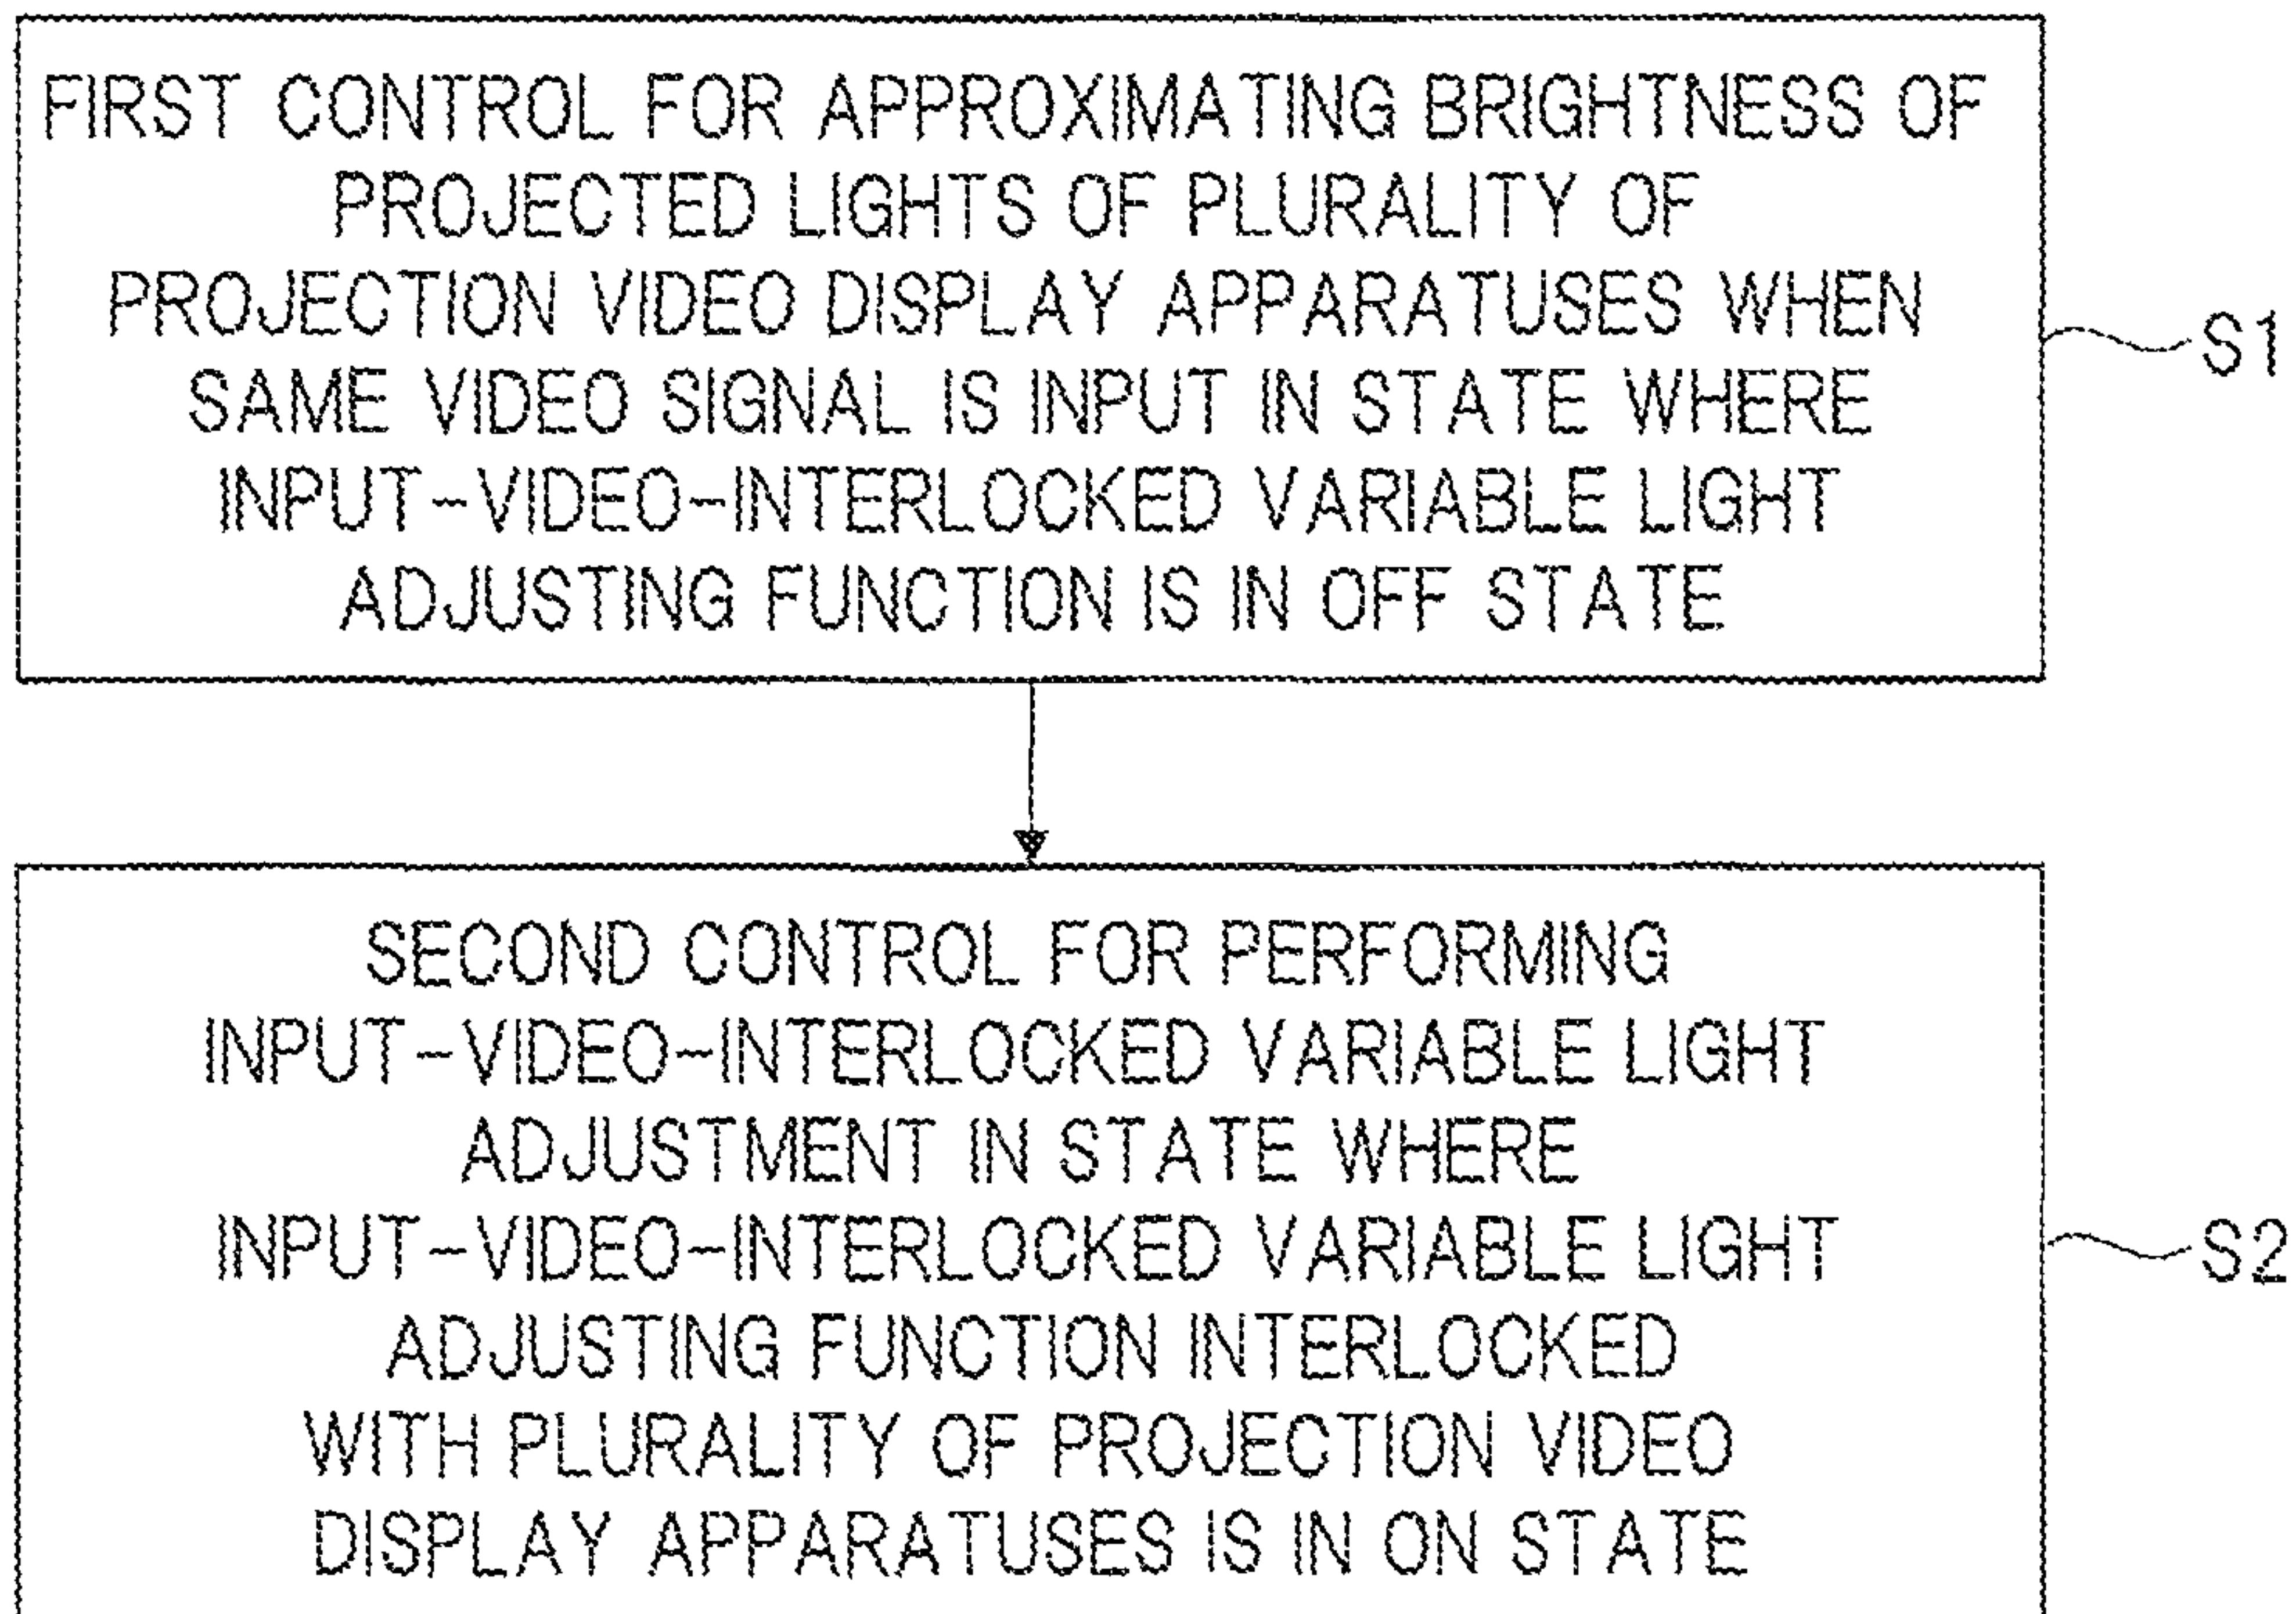 FIRST CONTROL FOR APPROXIMATING BRIGHTNESS OF
PROJECTED LIGHTS OF PLURALITY OF
PROJECTION VIDEO DISPLAY APPARATUSES WHEN
SAME VIDEO SIGNAL IS INPUT IN STATE WHERE
INPUT-VIDEO-INTERLOCKED VARIABLE LIGHT
ADJUSTING FUNCTION IS IN OFF STATE
S1
SECOND CONTROL FOR PERFORMING
INPUT-VIDEO-INTERLOCKED VARIABLE LIGHT
ADJUSTMENT IN STATE WHERE
INPUT-VIDEO-INTERLOCKED VARIABLE LIGHT
ADJUSTING FUNCTION INTERLOCKED
WITH PLURALITY OF PROJECTION VIDEO
DISPLAY APPARATUSES IS IN ON STATE
S2